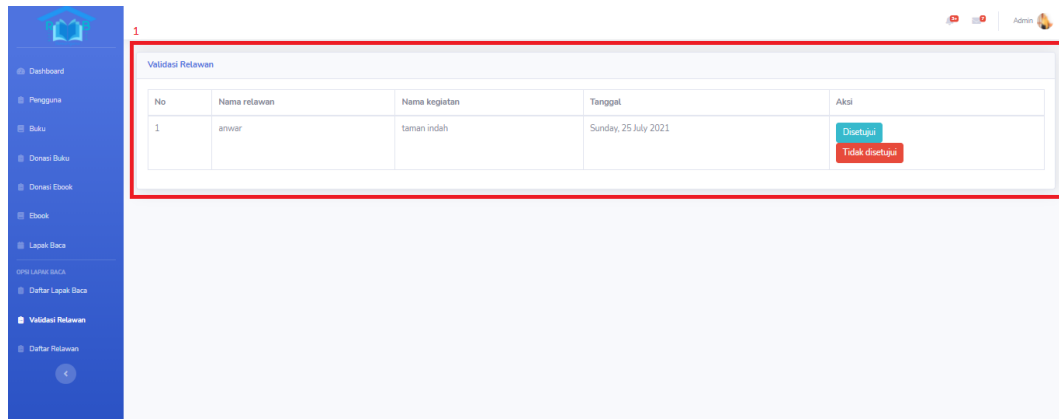 3+
7
Admin
1
Dashboard
Pengguna
Buku
Donasi Buku
Donasi Ebook
Ebook
Lapak Baca
OPSI LAPAK BACA
Daftar Lapak Baca
Validasi Relawan
Daftar Relawan
Validasi Relawan
No Nama relawan Nama kegiatan Tanggal Aksi
1 anwar taman indah Sunday, 25 July 2021 Disetujui
Tidak disetujui